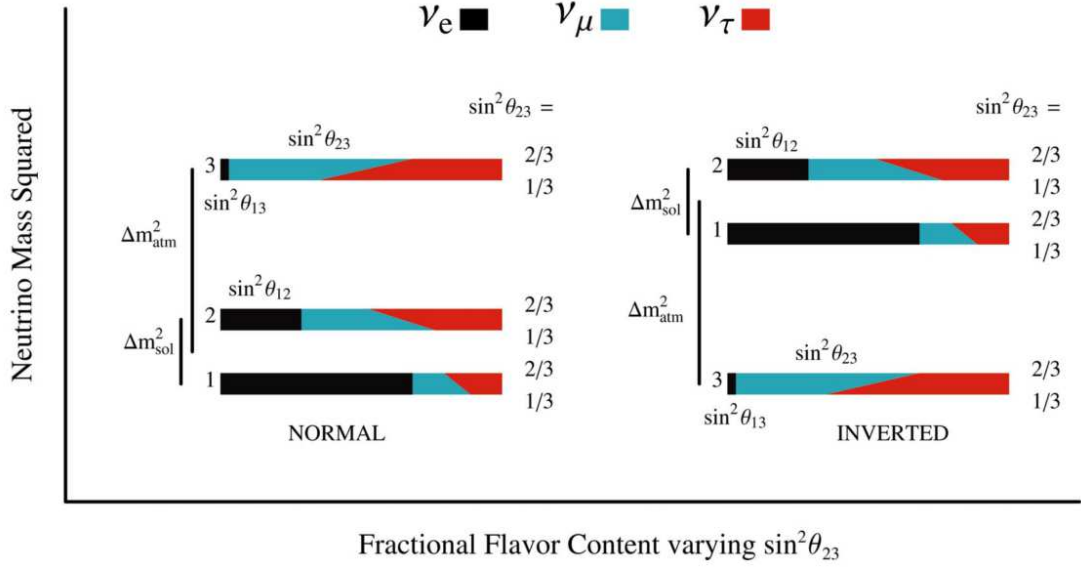 νe νμ ντ
Neutrino Mass Squared
sin²θ23 =
sin²θ23
3
2/3
1/3
sin²θ13
Δm²atm
sin²θ12
2
2/3
1/3
Δm²sol
1
2/3
1/3
NORMAL
sin²θ23 =
sin²θ12
2
2/3
1/3
Δm²sol
1
2/3
1/3
Δm²atm
sin²θ23
3
2/3
1/3
sin²θ13
INVERTED
Fractional Flavor Content varying sin²θ23